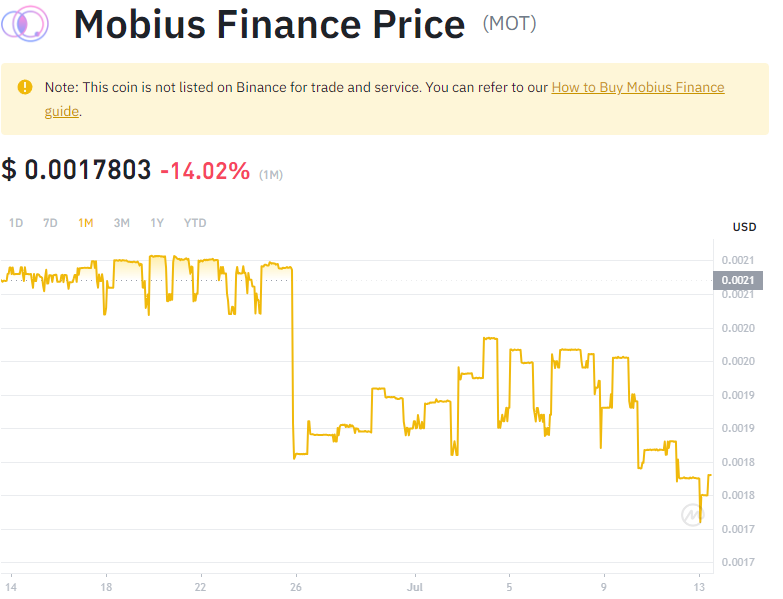 Mobius Finance Price (MOT)
Note: This coin is not listed on Binance for trade and service. You can refer to our How to Buy Mobius Finance
guide.
$ 0.0017803 -14.02% (1M)
1D 7D 1M 3M 1Y YTD
USD
0.0021
0.0021
0.0021
0.0020
0.0020
0.0019
0.0019
0.0018
0.0018
0.0017
0.0017
14 18 22 26 Jul 5 9 13